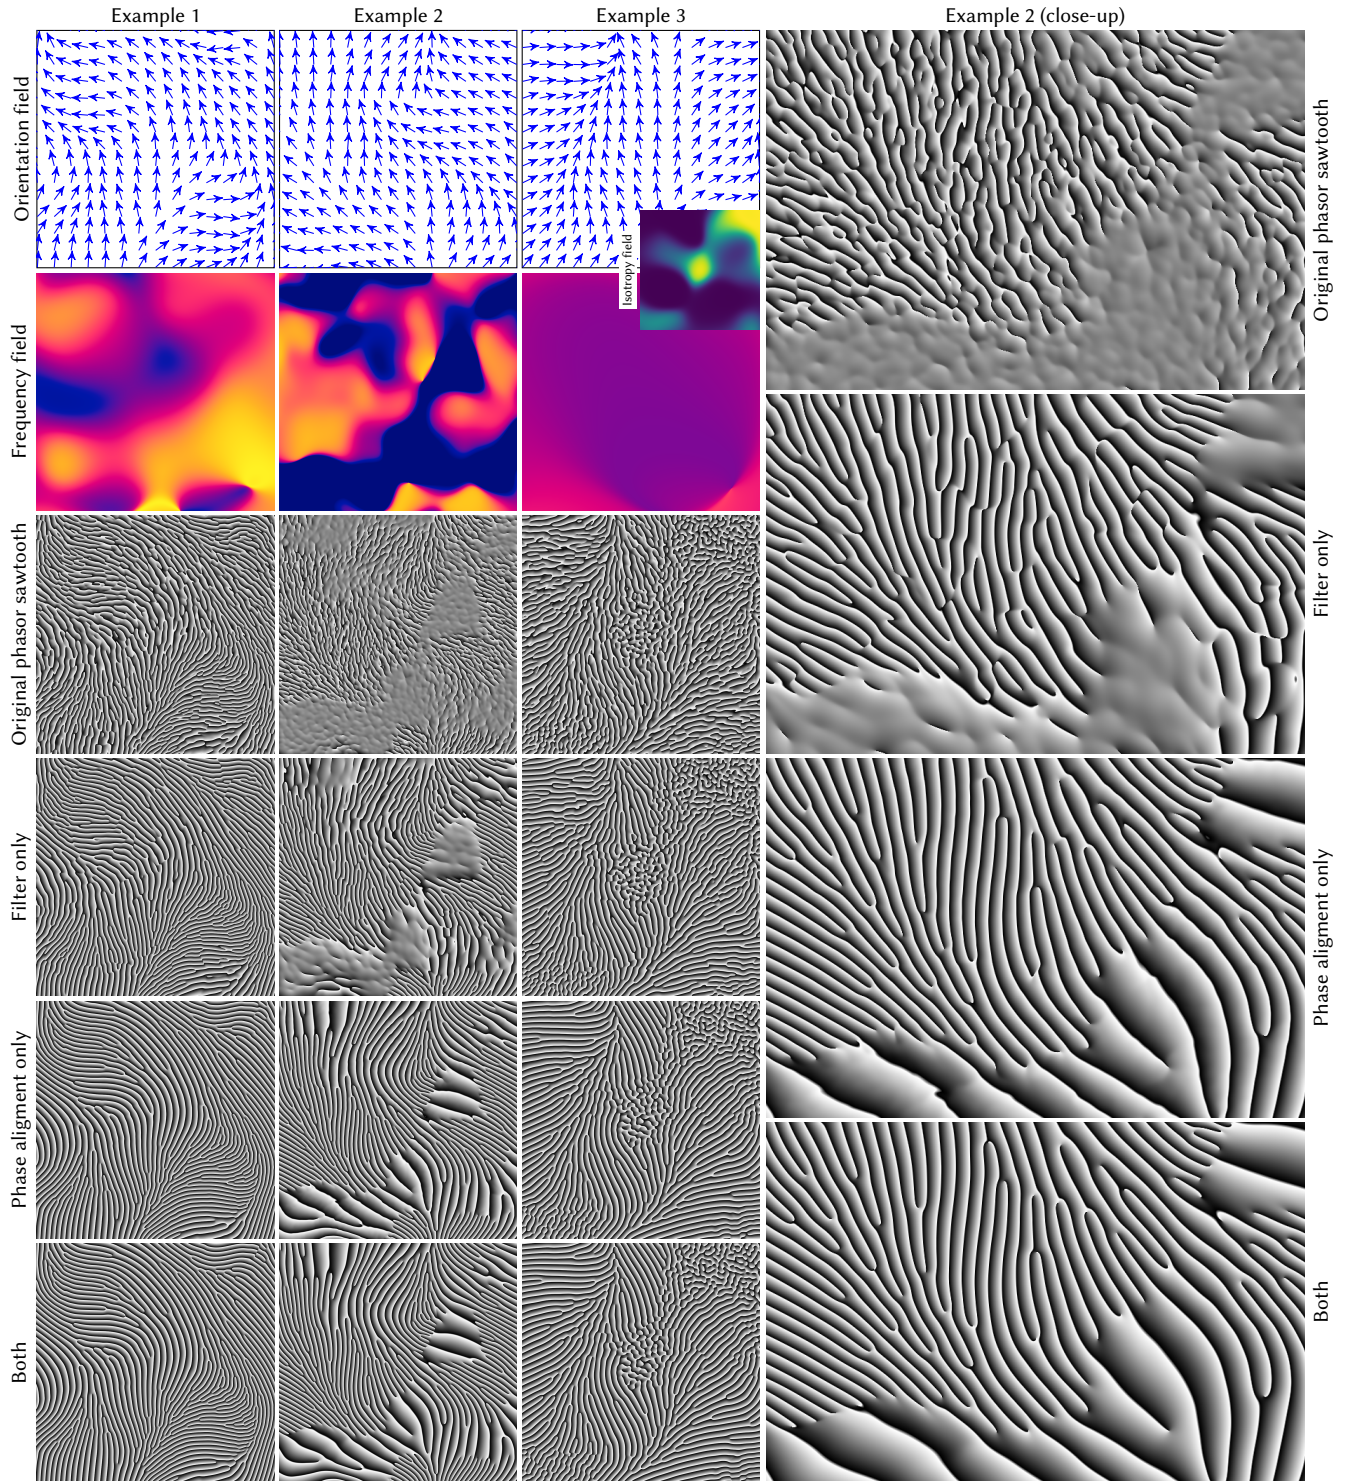 Example 1
Example 2
Example 3
Example 2 (close-up)
Orientation field
Isotropy field
Frequency field
Original phasor sawtooth
Filter only
Phase aligment only
Both
Original phasor sawtooth
Filter only
Phase aligment only
Both